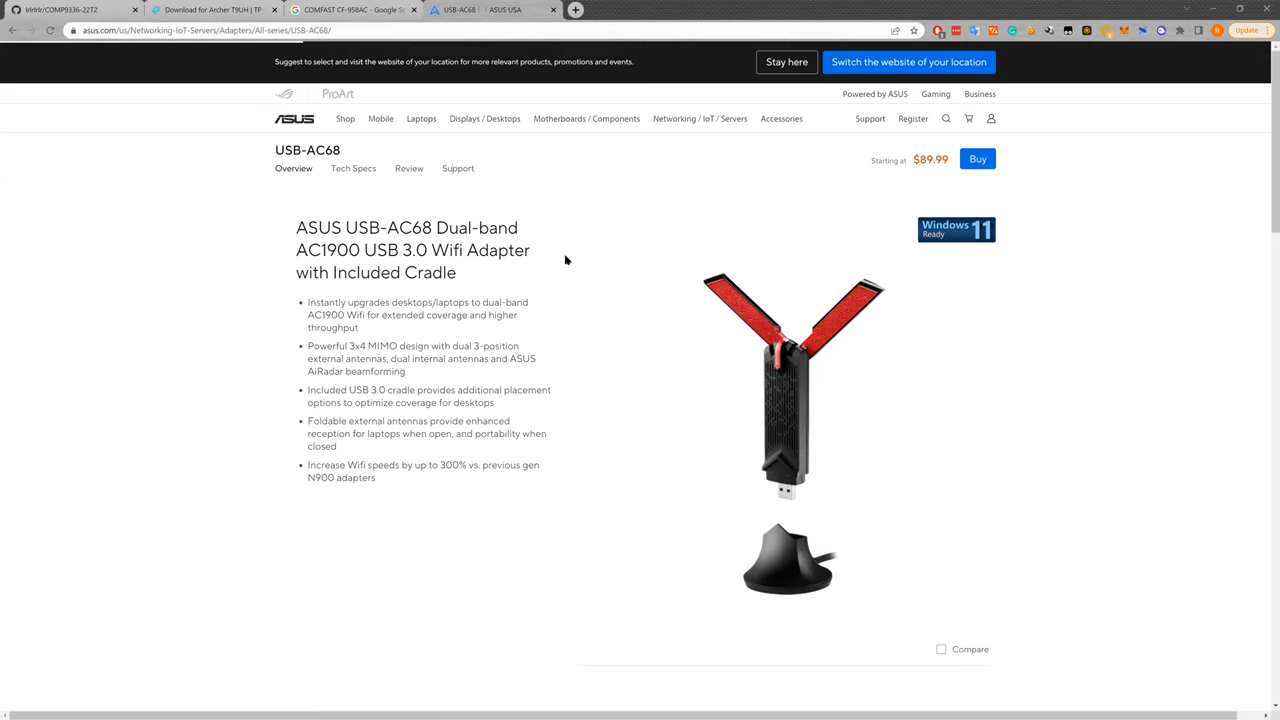 lrlrlrlr/COMP9336-22T2
Download for Archer T9UH | TP-
COMFAST CF-958AC - Google Se
USB-AC68
ASUS USA
asus.com/us/Networking-IoT-Servers/Adapters/All-series/USB-AC68/
Update
Suggest to select and visit the website of your location for more relevant products, promotions and events.
Stay here
Switch the website of your location
ProArt
Powered by ASUS
Gaming
Business
ASUS
Shop
Mobile
Laptops
Displays / Desktops
Motherboards / Components
Networking / IoT / Servers
Accessories
Support
Register
USB-AC68
Starting at
$89.99
Buy
Overview
Tech Specs
Review
Support
ASUS USB-AC68 Dual-band
AC1900 USB 3.0 Wifi Adapter
with Included Cradle
Windows 11
Ready
• Instantly upgrades desktops/laptops to dual-band
AC1900 Wifi for extended coverage and higher
throughput
• Powerful 3x4 MIMO design with dual 3-position
external antennas, dual internal antennas and ASUS
AiRadar beamforming
• Included USB 3.0 cradle provides additional placement
options to optimize coverage for desktops
• Foldable external antennas provide enhanced
reception for laptops when open, and portability when
closed
• Increase Wifi speeds by up to 300% vs. previous gen
N900 adapters
Compare